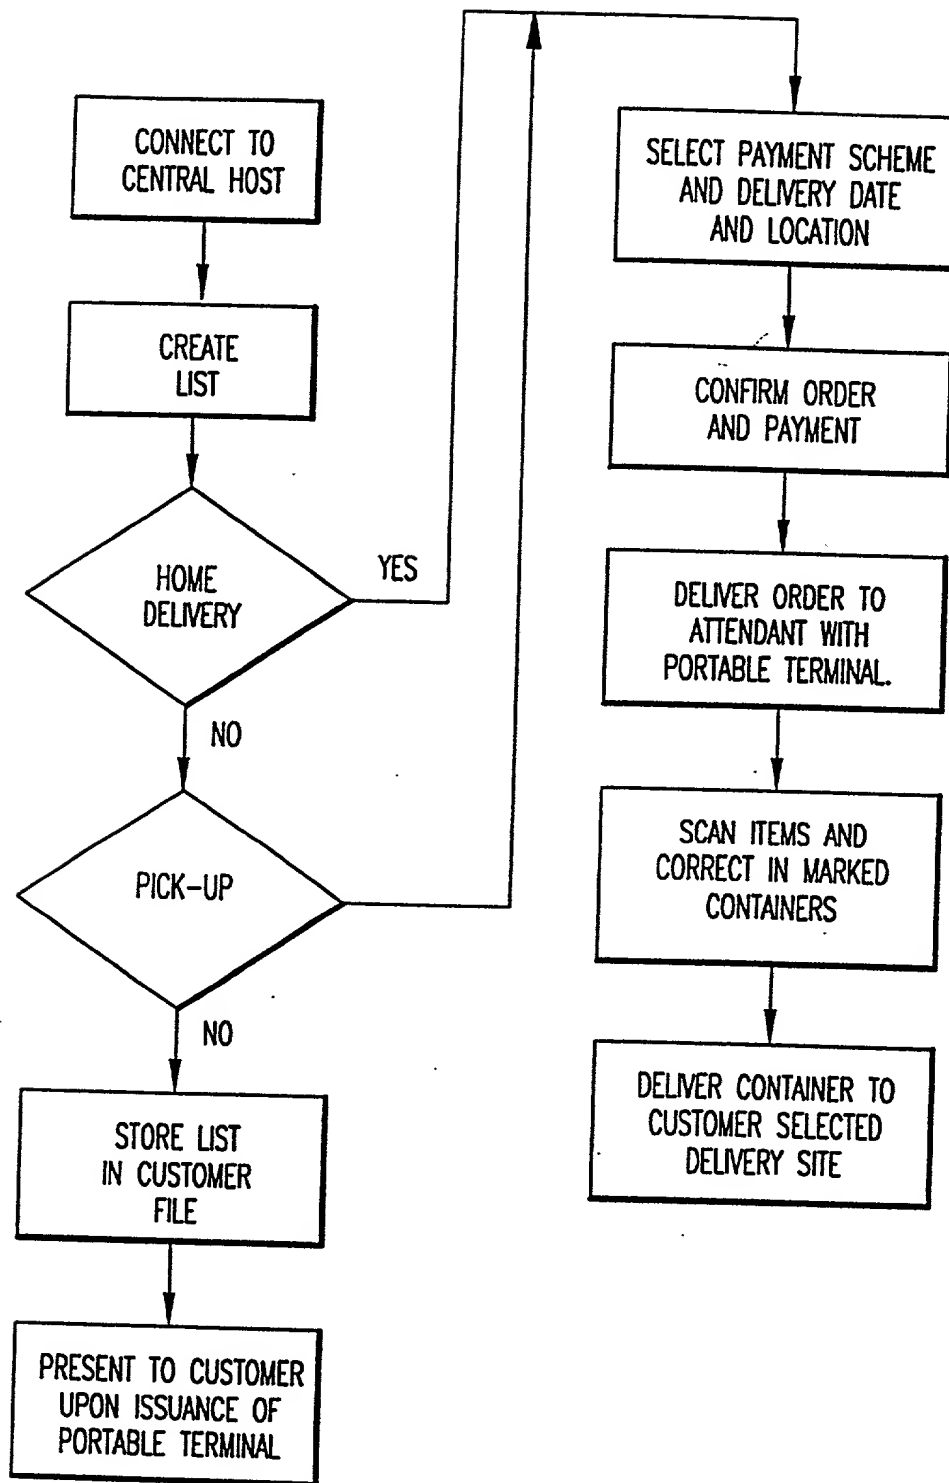 CONNECT TO
CENTRAL HOST
CREATE
LIST
HOME
DELIVERY
YES
NO
PICK-UP
NO
STORE LIST
IN CUSTOMER
FILE
PRESENT TO CUSTOMER
UPON ISSUANCE OF
PORTABLE TERMINAL
SELECT PAYMENT SCHEME
AND DELIVERY DATE
AND LOCATION
CONFIRM ORDER
AND PAYMENT
DELIVER ORDER TO
ATTENDANT WITH
PORTABLE TERMINAL.
SCAN ITEMS AND
CORRECT IN MARKED
CONTAINERS
DELIVER CONTAINER TO
CUSTOMER SELECTED
DELIVERY SITE